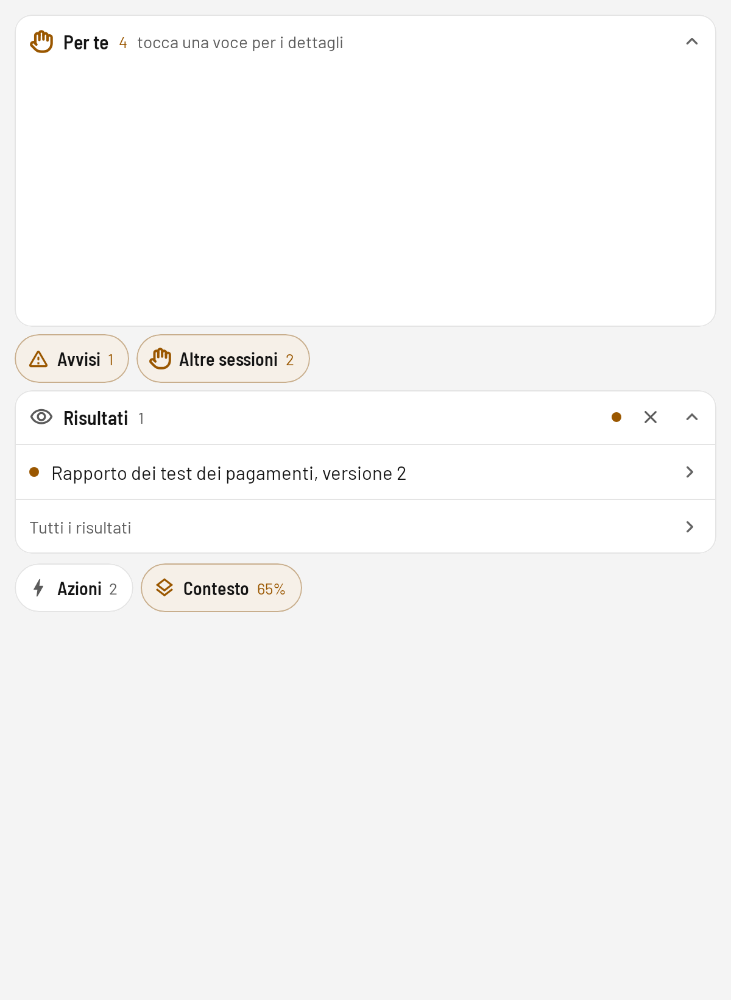 Per te 4 tocca una voce per i dettagli
Avvisi 1 Altre sessioni 2
Risultati 1
Rapporto dei test dei pagamenti, versione 2
Tutti i risultati
Azioni 2 Contesto 65%